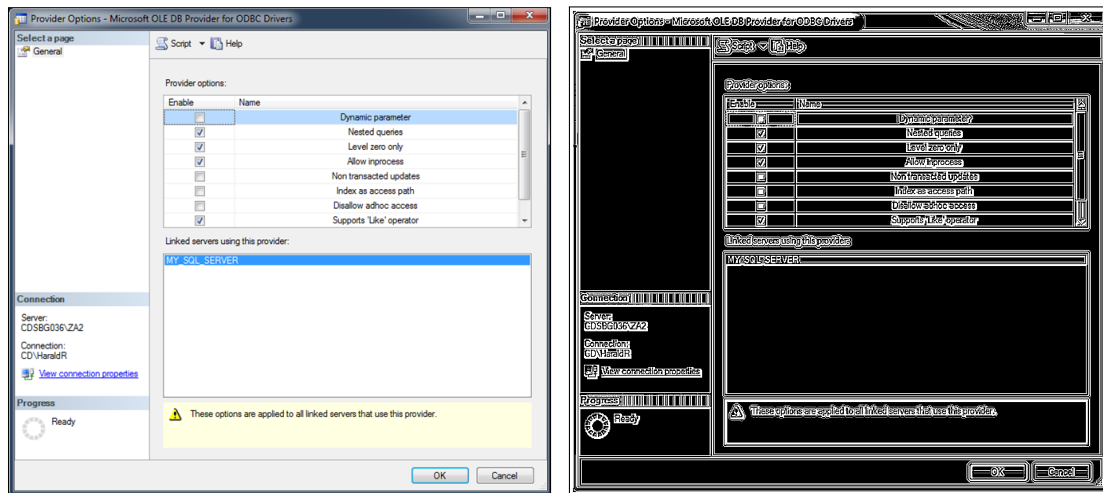 Provider Options - Microsoft OLE DB Provider for ODBC Drivers
Select a page
General
Script Help
Provider options:
Enable Name
Dynamic parameter
Nested queries
Level zero only
Allow inprocess
Non transacted updates
Index as access path
Disallow adhoc access
Supports 'Like' operator
Linked servers using this provider:
MY_SQL_SERVER
Connection
Server:
CDSBG036\ZA2
Connection:
CD\HaraldR
View connection properties
Progress
Ready
These options are applied to all linked servers that use this provider.
OK Cancel
Provider Options - Microsoft OLE DB Provider for ODBC Drivers
Select a page
General
Script Help
Provider options:
Enable Name
Dynamic parameter
Nested queries
Level zero only
Allow inprocess
Non transacted updates
Index as access path
Disallow adhoc access
Supports 'Like' operator
Linked servers using this provider:
MY_SQL_SERVER
Connection
Server:
CDSBG036\ZA2
Connection:
CD\HaraldR
View connection properties
Progress
Ready
These options are applied to all linked servers that use this provider.
OK Cancel